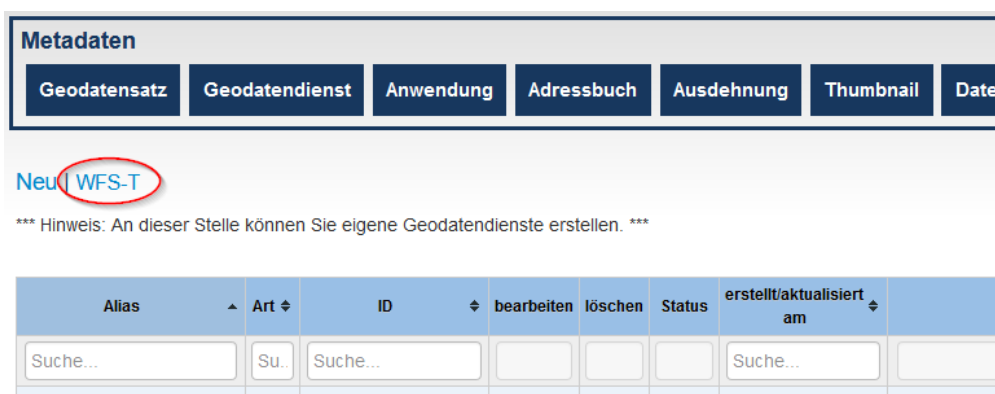 Metadaten
Geodatensatz Geodatendienst Anwendung Adressbuch Ausdehnung Thumbnail Date
Neu | WFS-T
*** Hinweis: An dieser Stelle können Sie eigene Geodatendienste erstellen. ***
Alias Art ID bearbeiten löschen Status erstellt/aktualisiert
am
Suche... Su.. Suche... Suche...